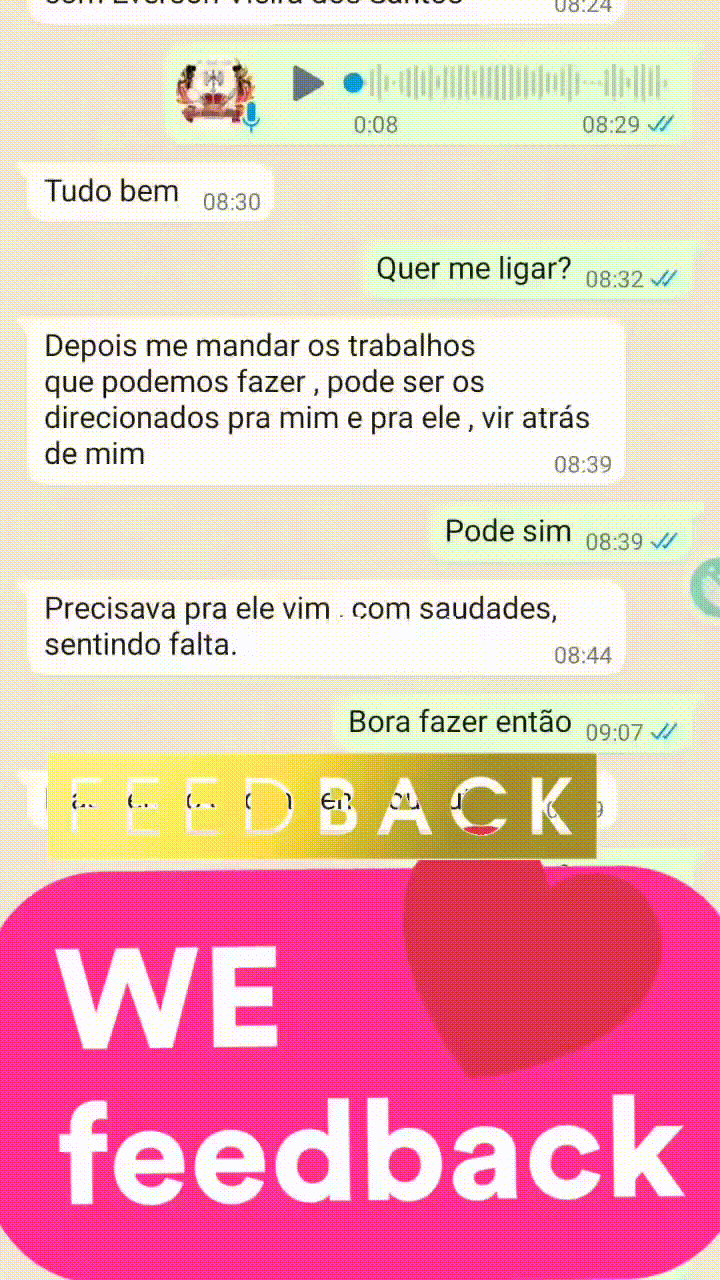 08:24
0:08 08:29
Tudo bem 08:30
Quer me ligar? 08:32
Depois me mandar os trabalhos
que podemos fazer , pode ser os
direcionados pra mim e pra ele , vir atrás
de mim 08:39
Pode sim 08:39
Precisava pra ele vim . com saudades,
sentindo falta. 08:44
Bora fazer então 09:07
FEEDBACK
WE
feedback